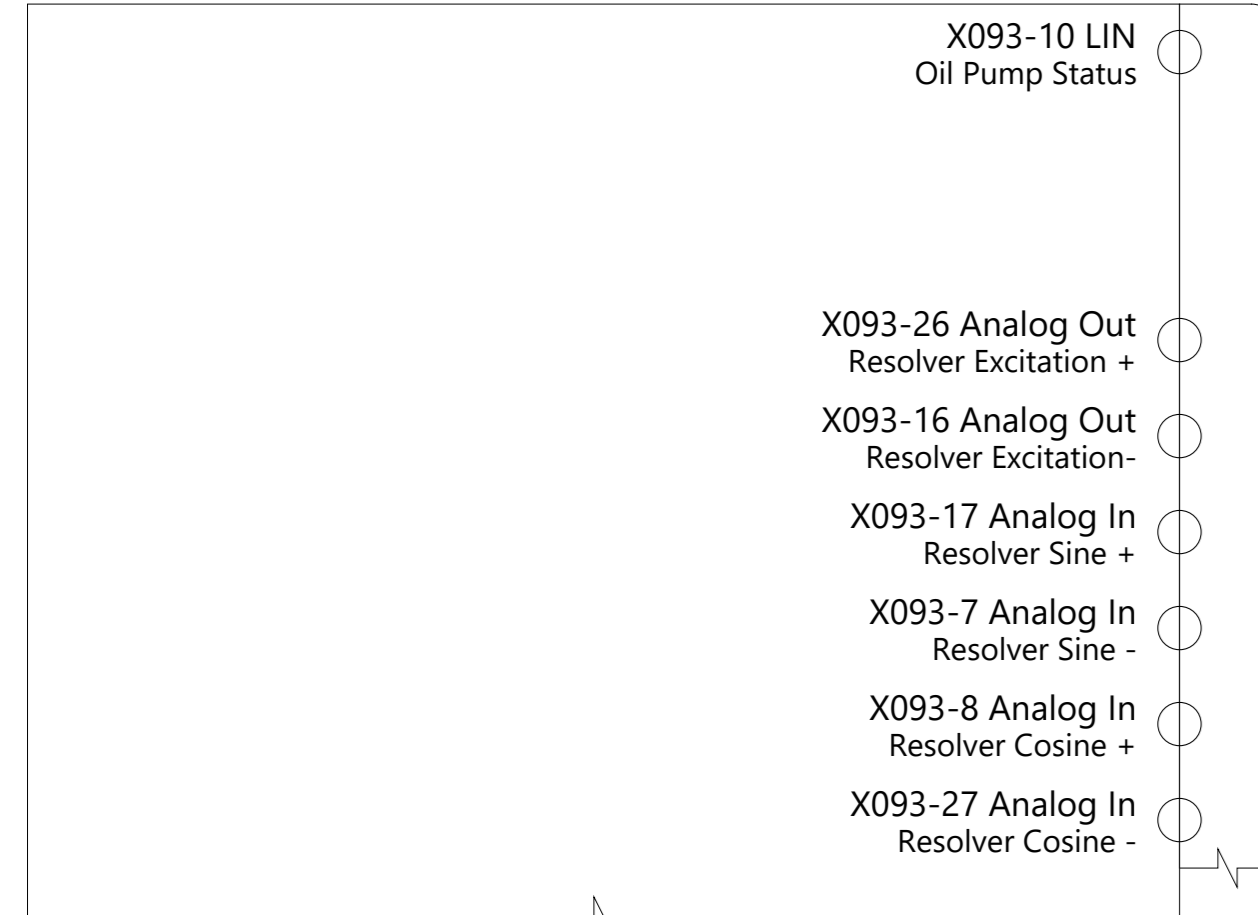 X093-10 LIN
Oil Pump Status
X093-26 Analog Out
Resolver Excitation +
X093-16 Analog Out
Resolver Excitation-
X093-17 Analog In
Resolver Sine +
X093-7 Analog In
Resolver Sine -
X093-8 Analog In
Resolver Cosine +
X093-27 Analog In
Resolver Cosine -